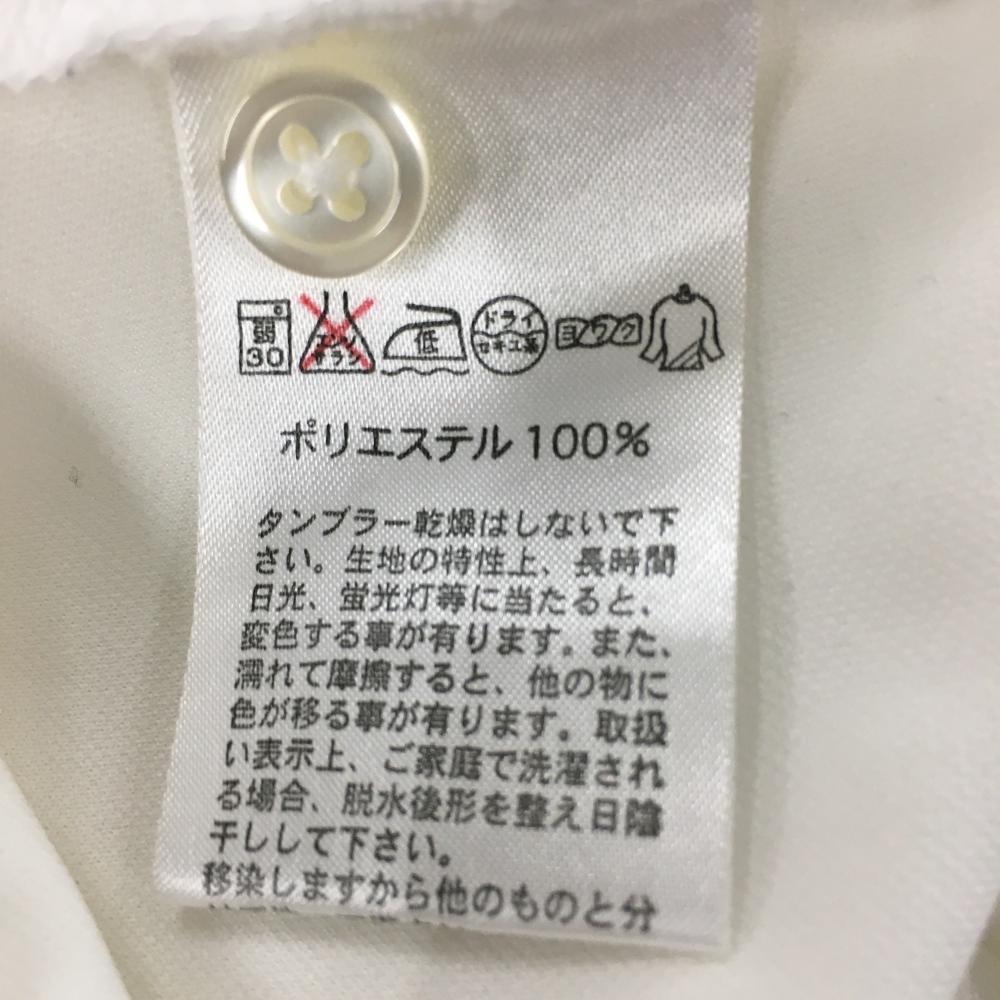 弱 30 エンソ サラシ 低 ドライ セキユ系 ヨワク
ポリエステル100%
タンブラー乾燥はしないで下
さい。生地の特性上、長時間
日光、蛍光灯等に当たると、
変色する事が有ります。また、
濡れて摩擦すると、他の物に
色が移る事が有ります。取扱
い表示上、ご家庭で洗濯され
る場合、脱水後形を整え日陰
干しして下さい。
移染しますから他のものと分